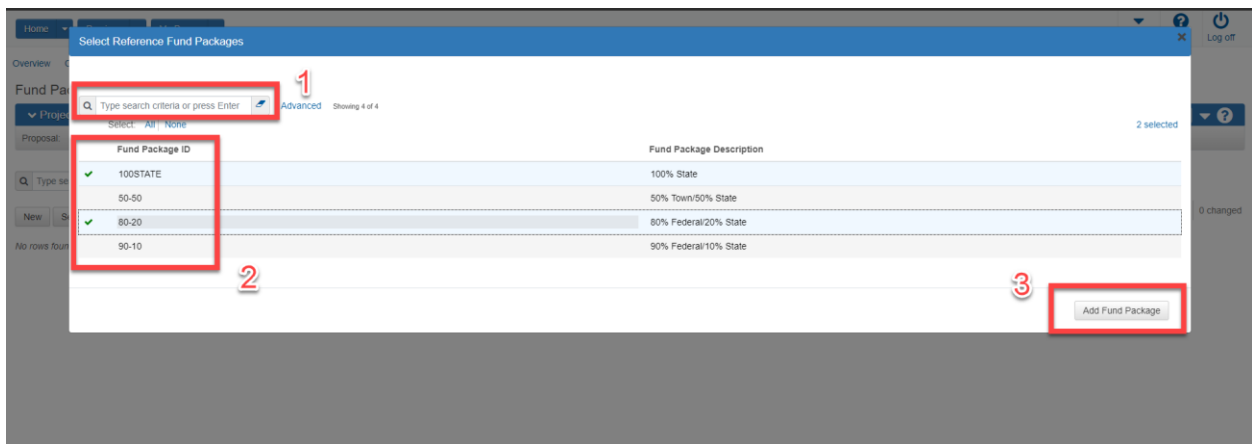 Home
Log off
Select Reference Fund Packages
Overview
Fund Pa
1
Type search criteria or press Enter Advanced Showing 4 of 4
Projec
Select: All None 2 selected
Proposal:
Fund Package ID Fund Package Description
100STATE 100% State
Type se
50-50 50% Town/50% State
New 0 changed
80-20 80% Federal/20% State
No rows foun
90-10 90% Federal/10% State
2
3
Add Fund Package